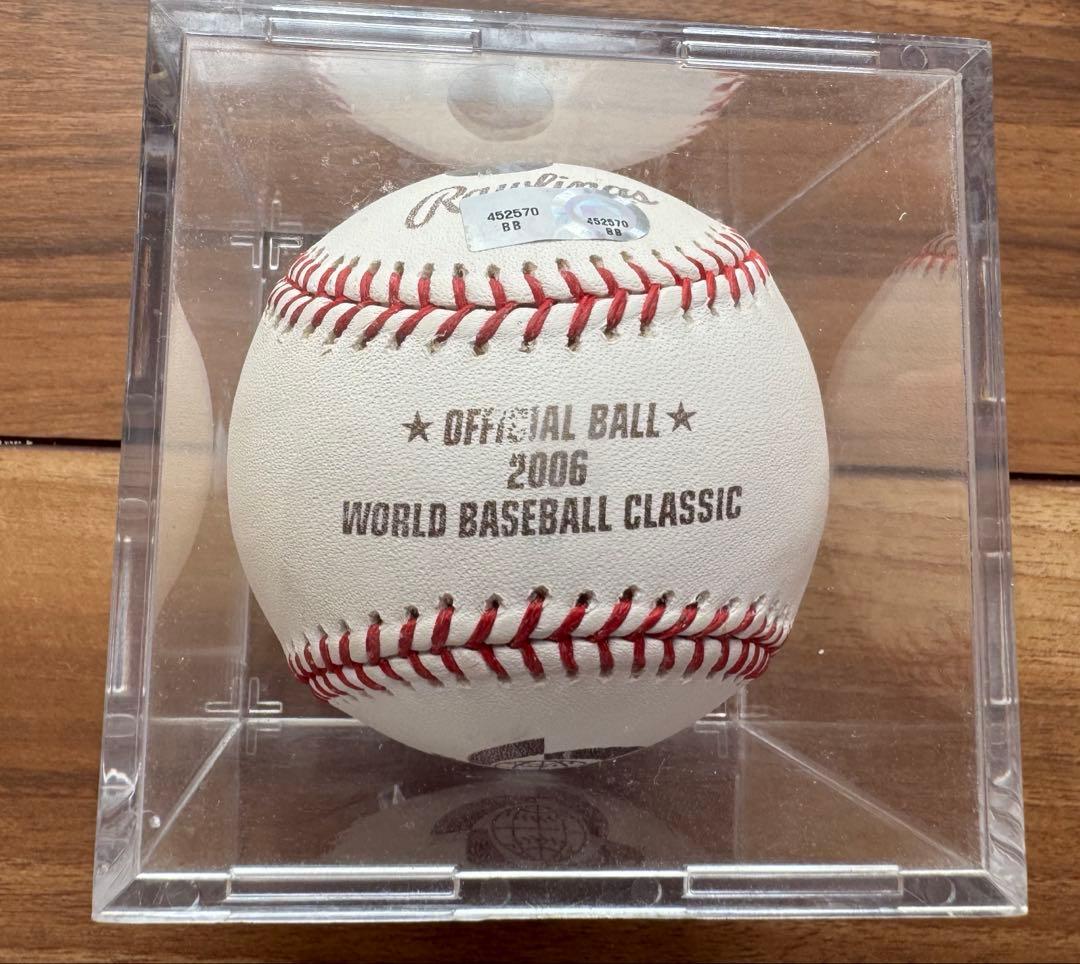 Rawlings
452570
BB
452570
BB
★ OFFICIAL BALL ★
2006
WORLD BASEBALL CLASSIC